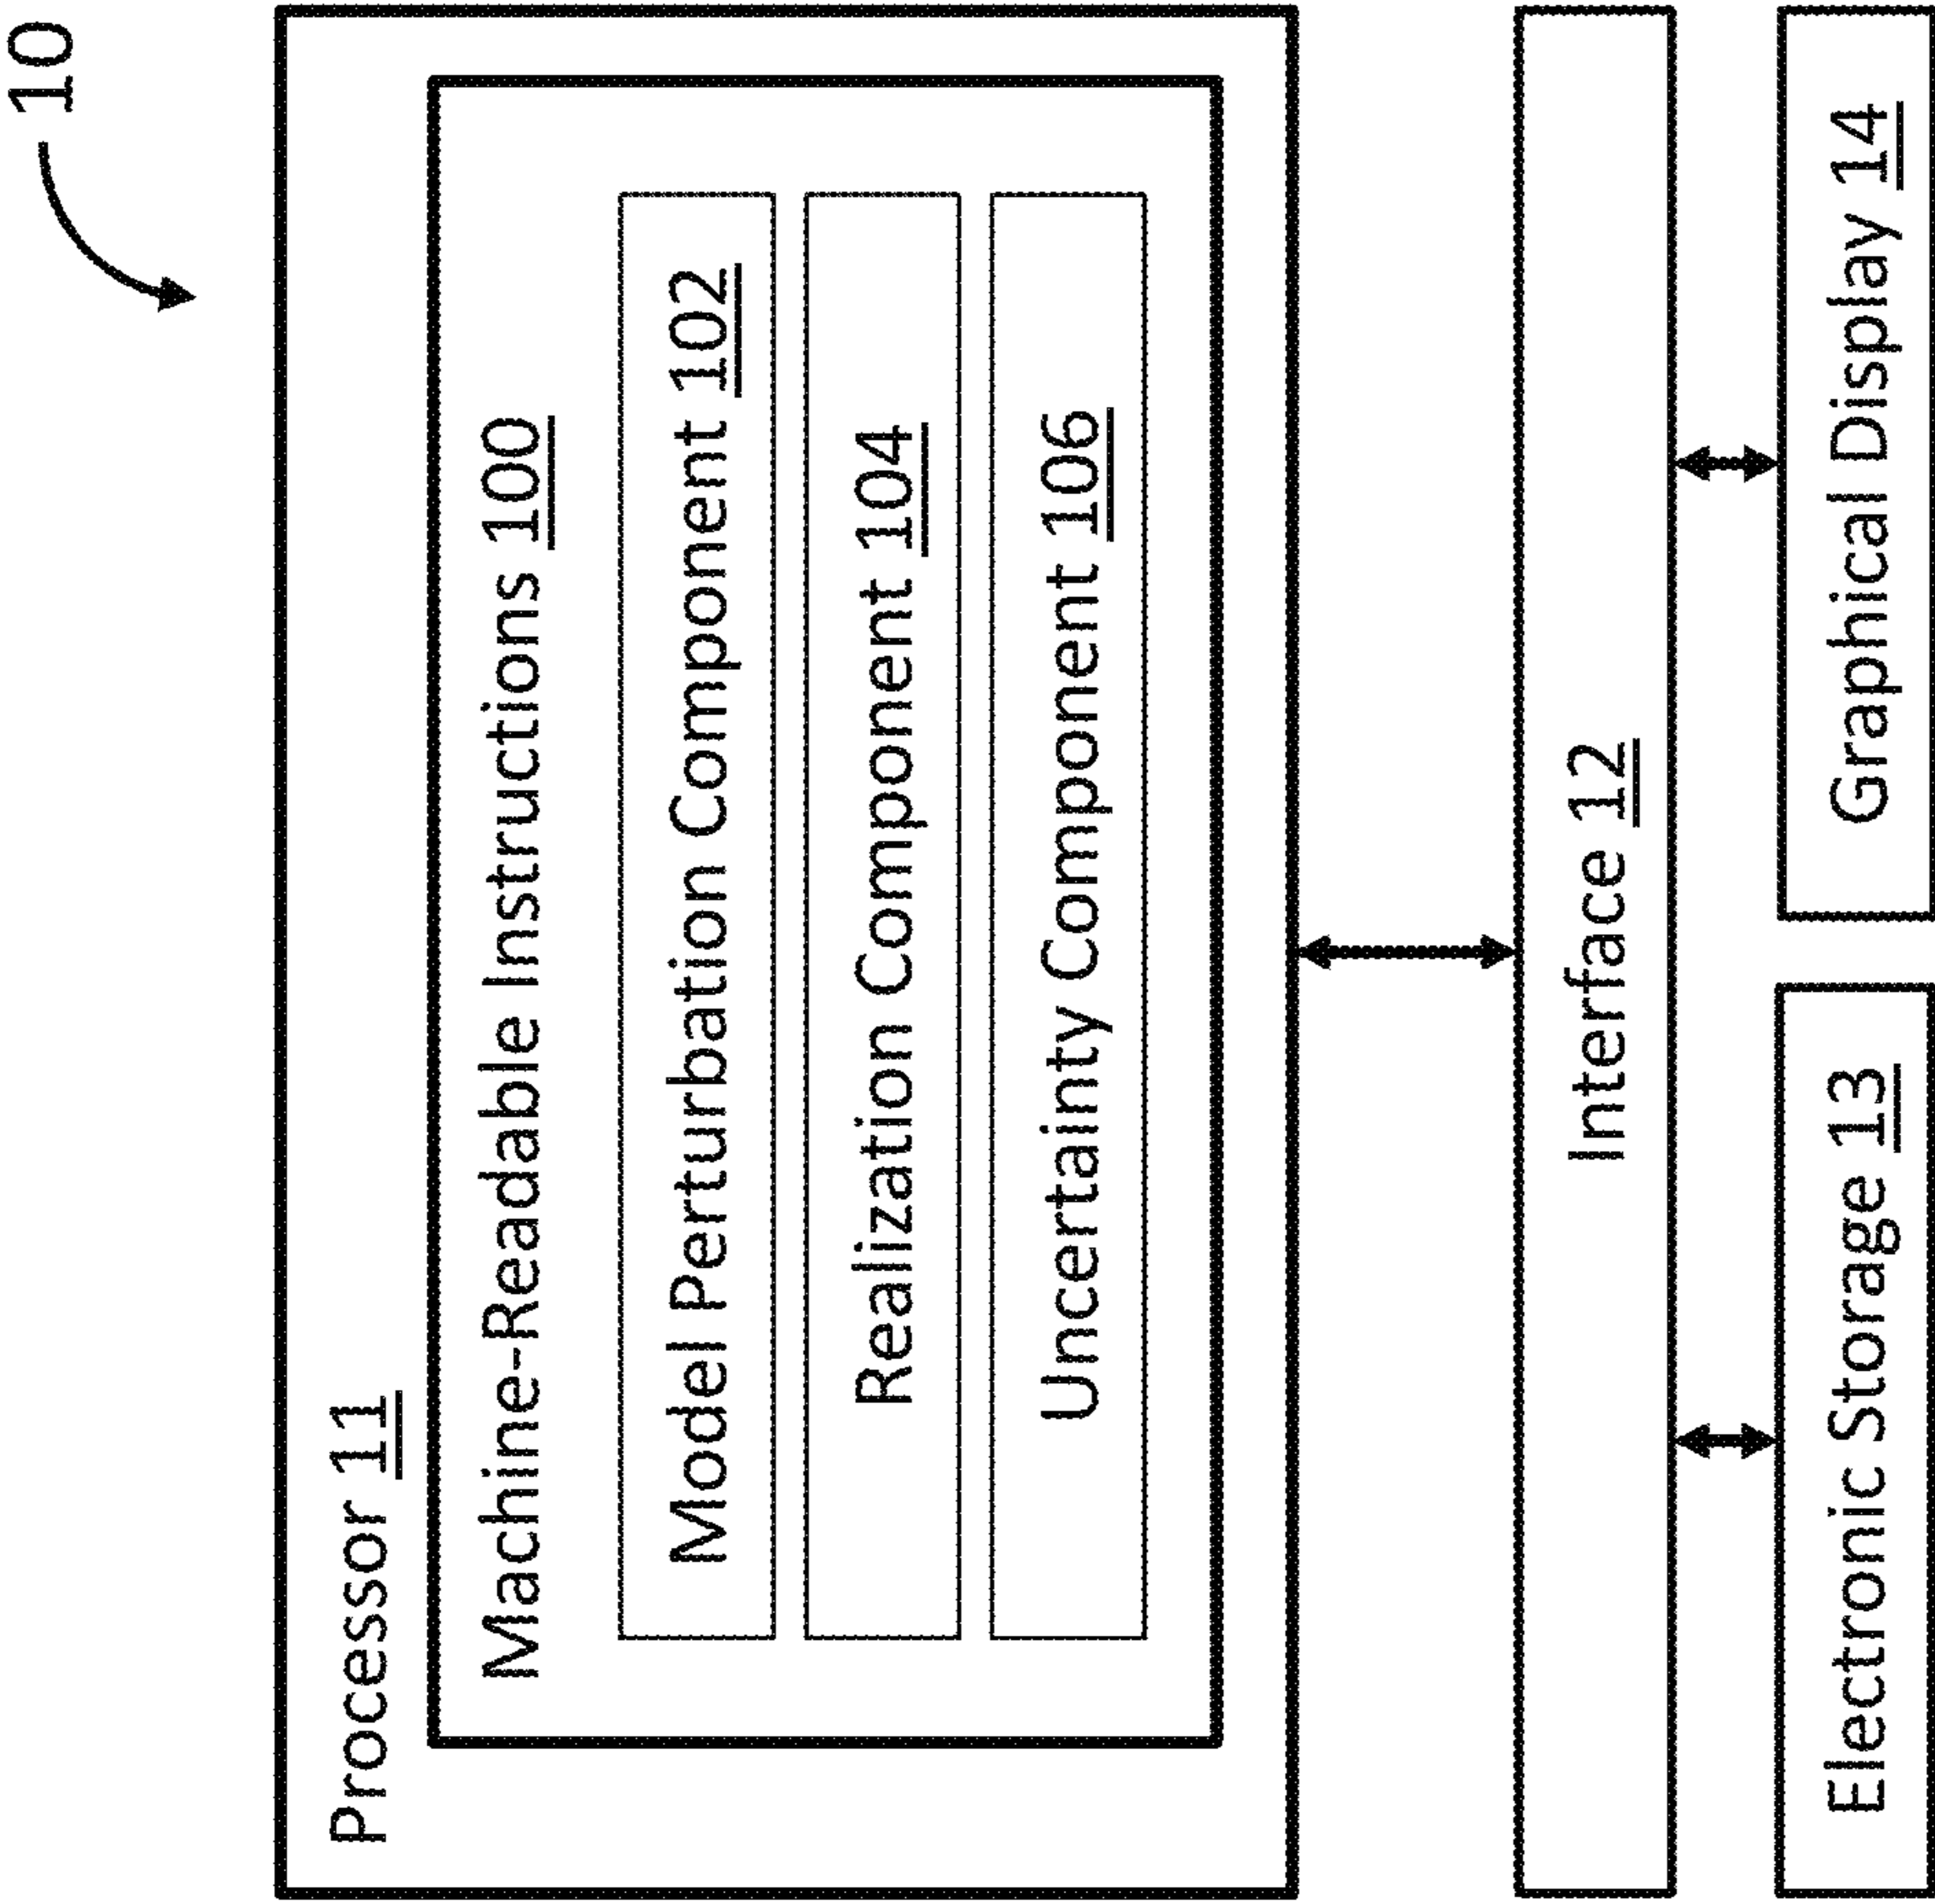 10
Processor 11
Machine-Readable Instructions 100
Model Perturbation Component 102
Realization Component 104
Uncertainty Component 106
Interface 12
Electronic Storage 13
Graphical Display 14